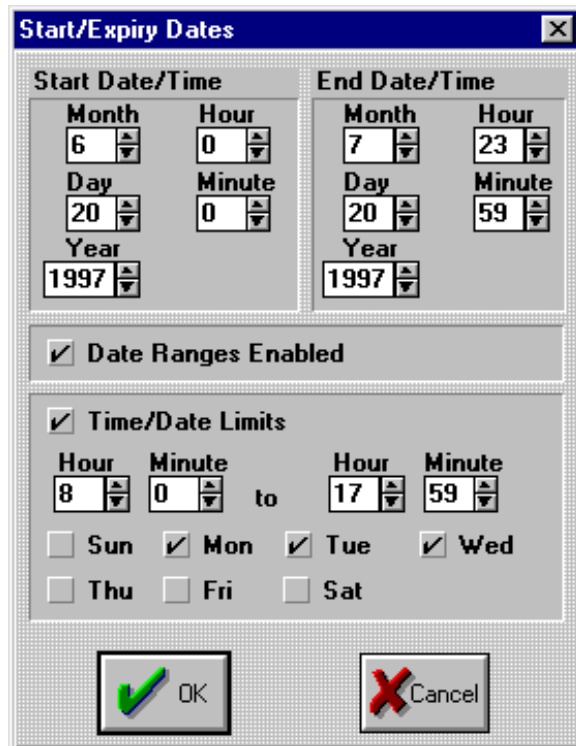 Start/Expiry Dates
Start Date/Time
Month Hour
6 0
Day Minute
20 0
Year
1997
End Date/Time
Month Hour
7 23
Day Minute
20 59
Year
1997
Date Ranges Enabled
Time/Date Limits
Hour Minute Hour Minute
8 0 to 17 59
Sun Mon Tue Wed
Thu Fri Sat
OK Cancel